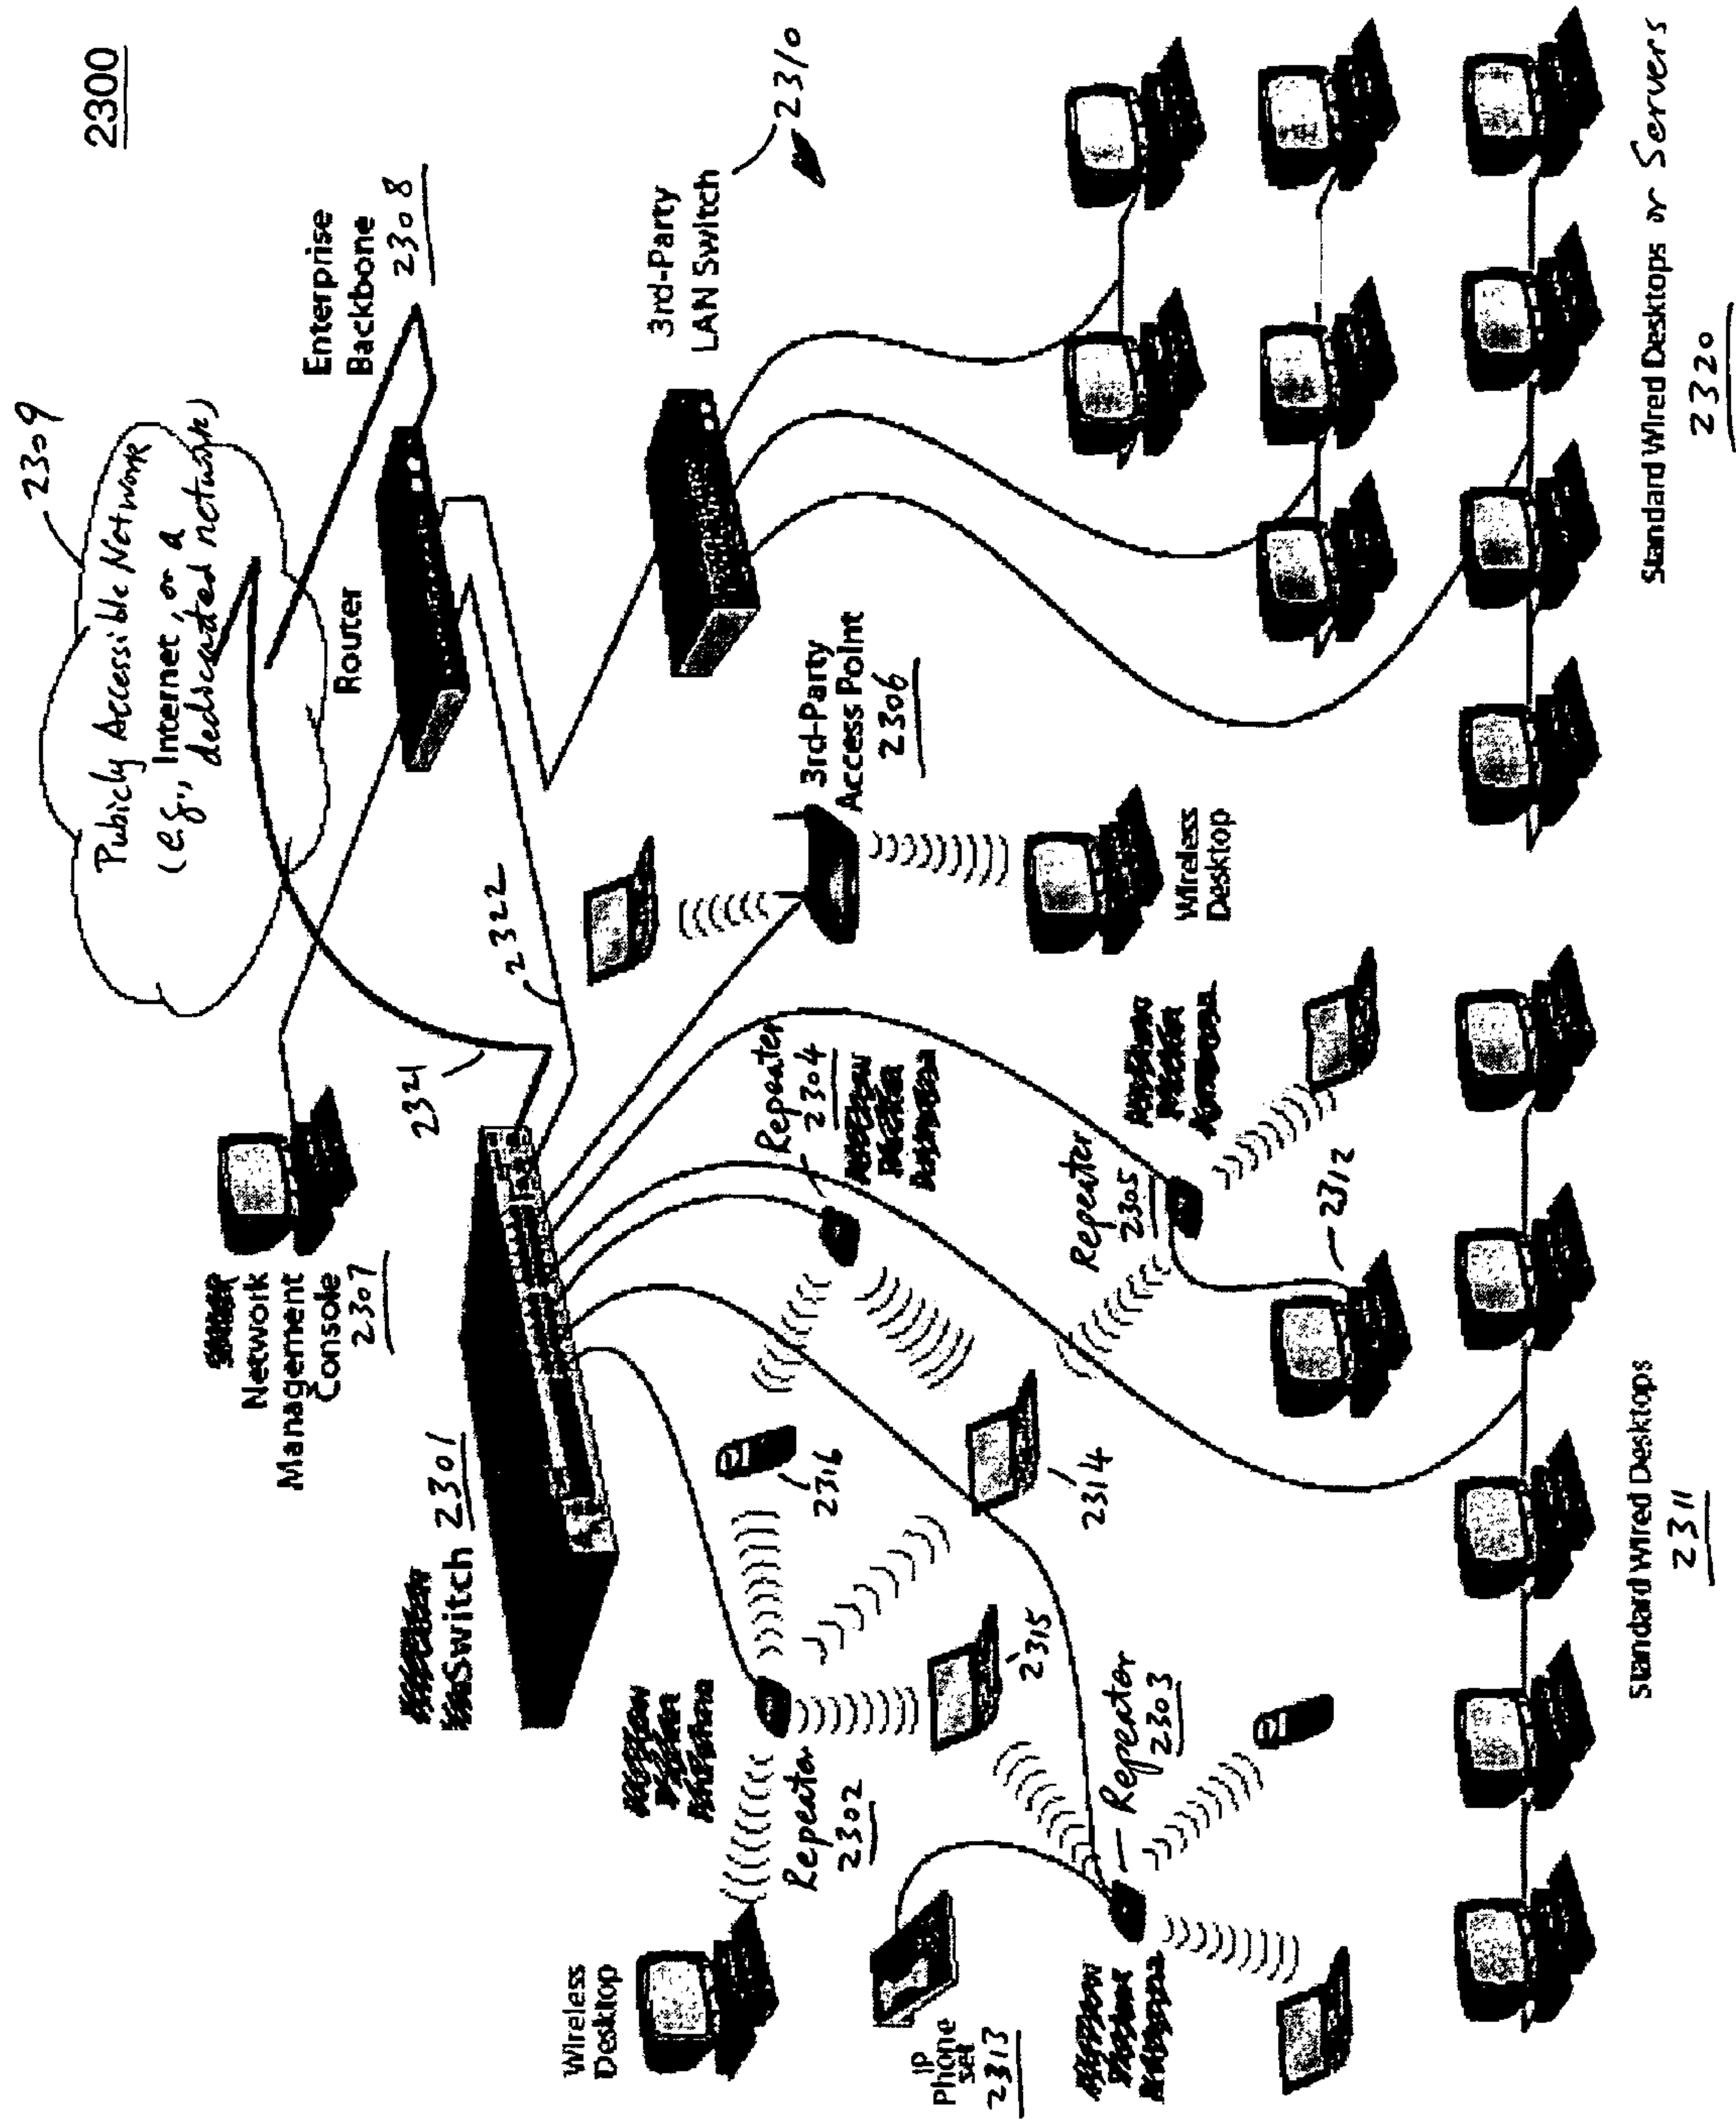 2300
2309
Pubicly Accessible Network
(e.g., Internet, or a
dedicated network)
Enterprise
Backbone
2308
Router
3rd-Party
LAN Switch
2310
Network
Management
Console
2307
2321
2322
Switch 2301
3rd-Party
Access Point
2306
Wireless
Desktop
Repeater
2304
Repeater
2305
2312
2316
2314
2315
Repeater
2302
Repeater
2303
Wireless
Desktop
IP
Phone
set
2313
Standard Wired Desktops
2311
Standard Wired Desktops or Servers
2320